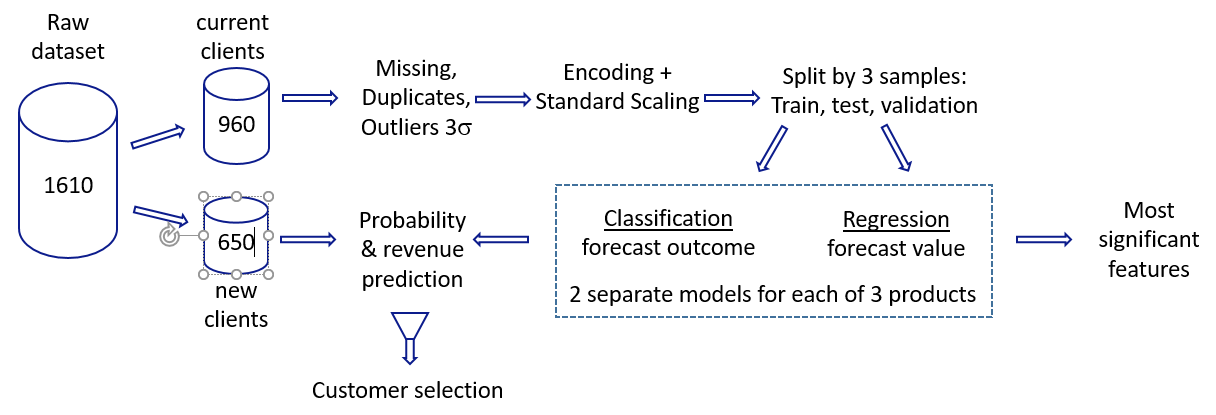 Raw
dataset
1610
current
clients
960
650
new
clients
Missing,
Duplicates,
Outliers 3σ
Encoding +
Standard Scaling
Split by 3 samples:
Train, test, validation
Classification
forecast outcome
Regression
forecast value
2 separate models for each of 3 products
Most
significant
features
Probability
& revenue
prediction
Customer selection